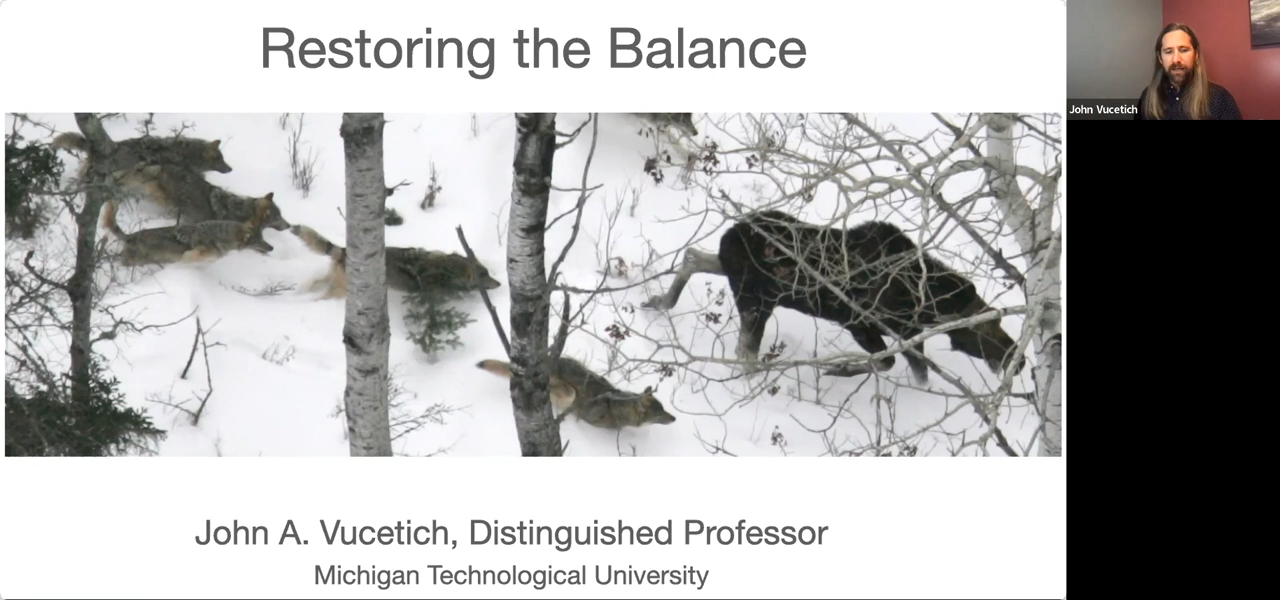 Restoring the Balance
John Vucetich
John A. Vucetich, Distinguished Professor
Michigan Technological University